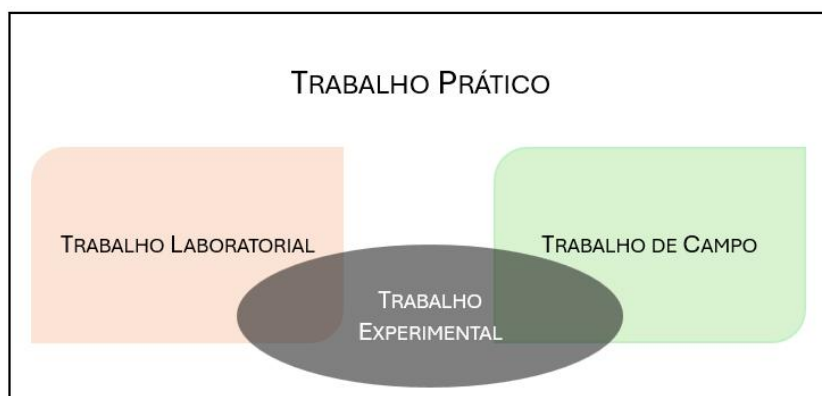 TRABALHO PRÁTICO
TRABALHO LABORATORIAL
TRABALHO DE CAMPO
TRABALHO
EXPERIMENTAL